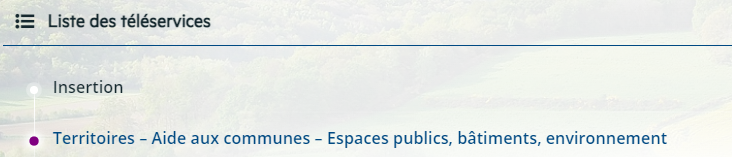 Liste des téléservices
Insertion
Territoires – Aide aux communes – Espaces publics, bâtiments, environnement